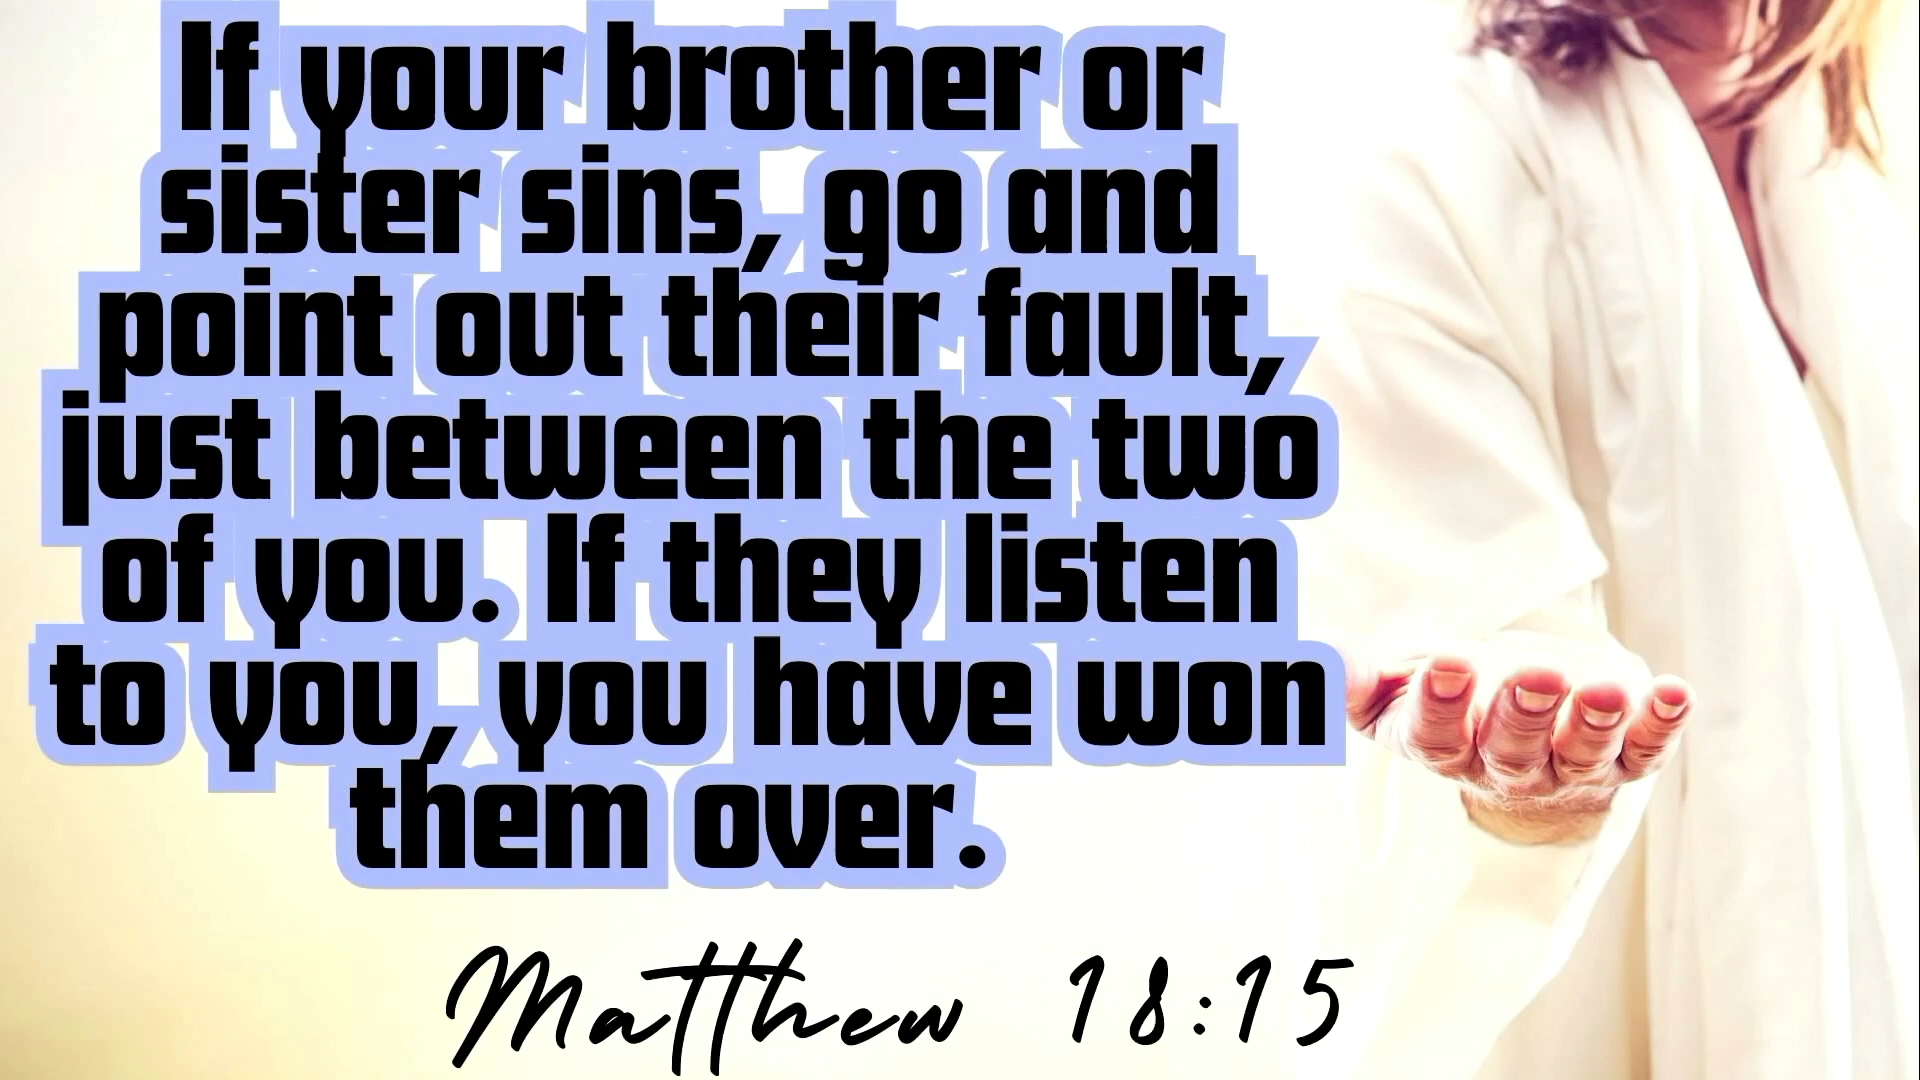 If your brother or
sister sins, go and
point out their fault,
just between the two
of you. If they listen
to you, you have won
them over.
Matthew 18:15